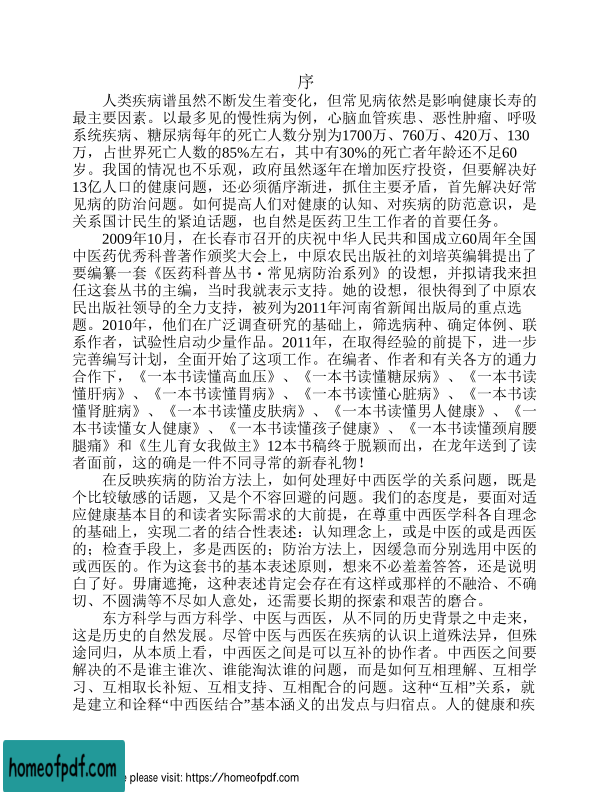 序
人类疾病谱虽然不断发生着变化，但常见病依然是影响健康长寿的
最主要因素。以最多见的慢性病为例，心脑血管疾患、恶性肿瘤、呼吸
系统疾病、糖尿病每年的死亡人数分别为1700万、760万、420万、130
万，占世界死亡人数的85%左右，其中有30%的死亡者年龄还不足60
岁。我国的情况也不乐观，政府虽然逐年在增加医疗投资，但要解决好
13亿人口的健康问题，还必须循序渐进，抓住主要矛盾，首先解决好常
见病的防治问题。如何提高人们对健康的认知、对疾病的防范意识，是
关系国计民生的紧迫话题，也自然是医药卫生工作者的首要任务。
2009年10月，在长春市召开的庆祝中华人民共和国成立60周年全国
中医药优秀科普著作颁奖大会上，中原农民出版社的刘培英编辑提出了
要编纂一套《医药科普丛书・常见病防治系列》的设想，并拟请我来担
任这套丛书的主编，当时我就表示支持。她的设想，很快得到了中原农
民出版社领导的全力支持，被列为2011年河南省新闻出版局的重点选
题。2010年，他们在广泛调查研究的基础上，筛选病种、确定体例、联
系作者，试验性启动少量作品。2011年，在取得经验的前提下，进一步
完善编写计划，全面开始了这项工作。在编者、作者和有关各方的通力
合作下，《一本书读懂高血压》、《一本书读懂糖尿病》、《一本书读
懂肝病》、《一本书读懂胃病》、《一本书读懂心脏病》、《一本书读
懂肾脏病》、《一本书读懂皮肤病》、《一本书读懂男人健康》、《一
本书读懂女人健康》、《一本书读懂孩子健康》、《一本书读懂颈肩腰
腿痛》和《生儿育女我做主》12本书稿终于脱颖而出，在龙年送到了读
者面前，这的确是一件不同寻常的新春礼物！
在反映疾病的防治方法上，如何处理好中西医学的关系问题，既是
个比较敏感的话题，又是个不容回避的问题。我们的态度是，要面对适
应健康基本目的和读者实际需求的大前提，在尊重中西医学科各自理念
的基础上，实现二者的结合性表述：认知理念上，或是中医的或是西医
的；检查手段上，多是西医的；防治方法上，因缓急而分别选用中医的
或西医的。作为这套书的基本表述原则，想来不必羞羞答答，还是说明
白了好。毋庸遮掩，这种表述肯定会存在有这样或那样的不融洽、不确
切、不圆满等不尽如人意处，还需要长期的探索和艰苦的磨合。
东方科学与西方科学、中医与西医，从不同的历史背景之中走来，
这是历史的自然发展。尽管中医与西医在疾病的认识上道殊法异，但殊
途同归，从本质上看，中西医之间是可以互补的协作者。中西医之间要
解决的不是谁主谁次、谁能淘汰谁的问题，而是如何互相理解、互相学
习、互相取长补短、互相支持、互相配合的问题。这种“互相”关系，就
是建立和诠释“中西医结合”基本涵义的出发点与归宿点。人的健康和疾
homeofpdf.com
please visit: https://homeofpdf.com